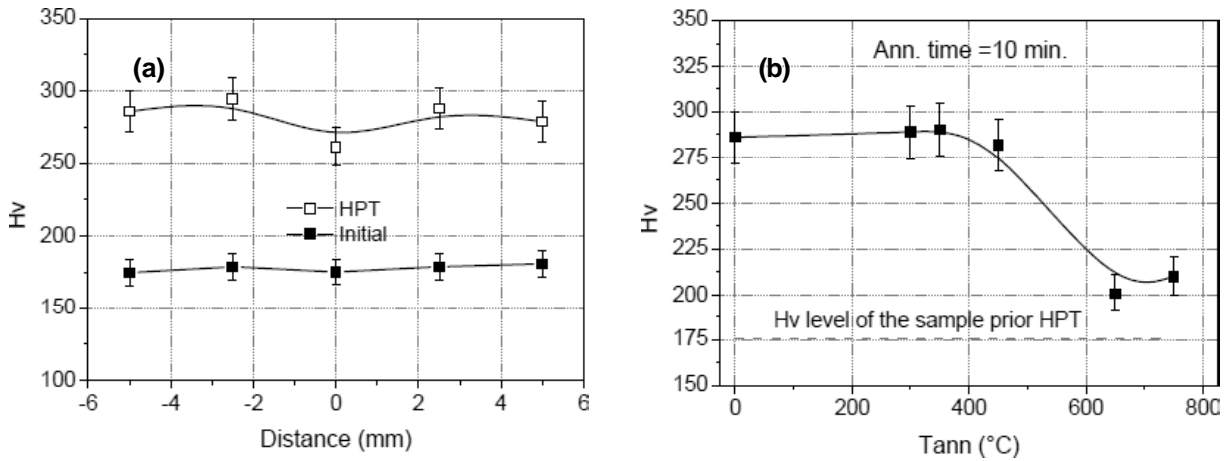 350
300
250
200
150
100
Hv
(a)
HPT
Initial
-6 -4 -2 0 2 4 6
Distance (mm)
350
325
300
275
250
225
200
175
150
Hv
(b)
Ann. time =10 min.
Hv level of the sample prior HPT
0 200 400 600 800
Tann (°C)